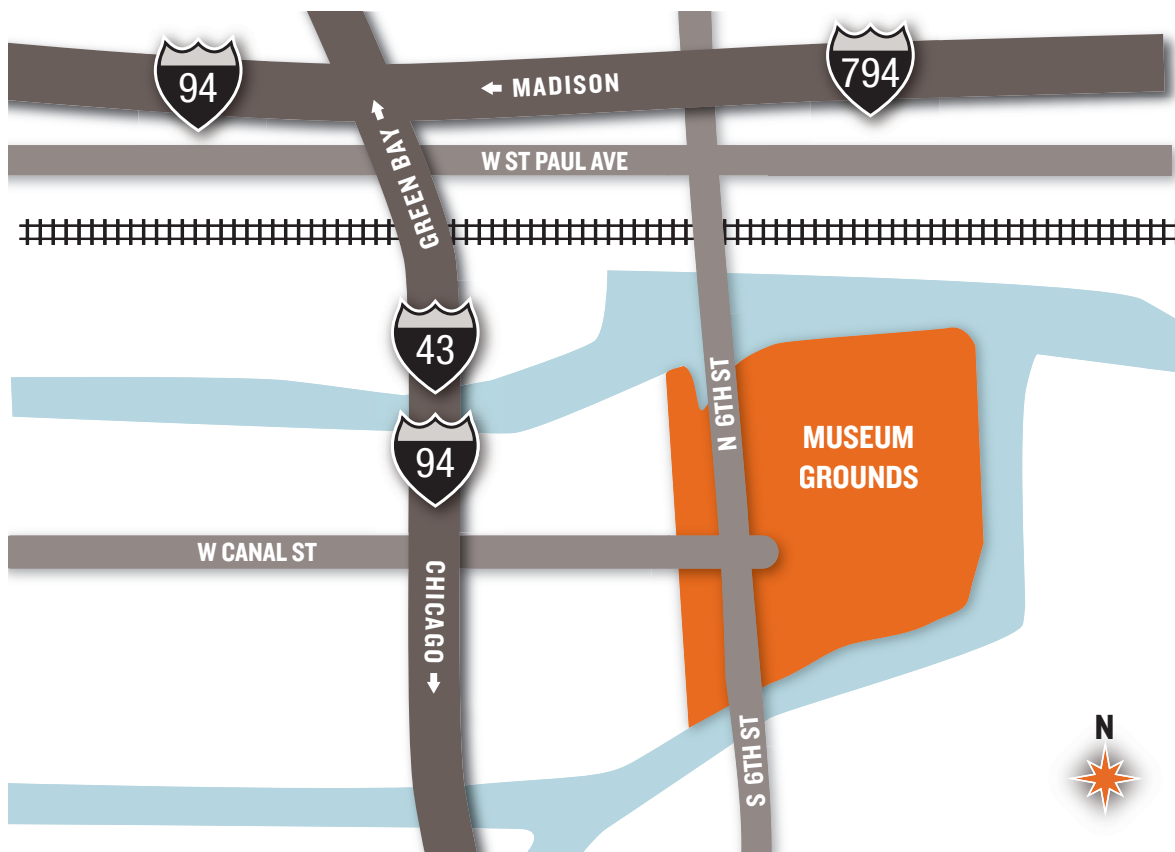 94
← MADISON
794
W ST PAUL AVE
GREEN BAY →
43
94
N 6TH ST
MUSEUM
GROUNDS
W CANAL ST
CHICAGO →
S 6TH ST
N